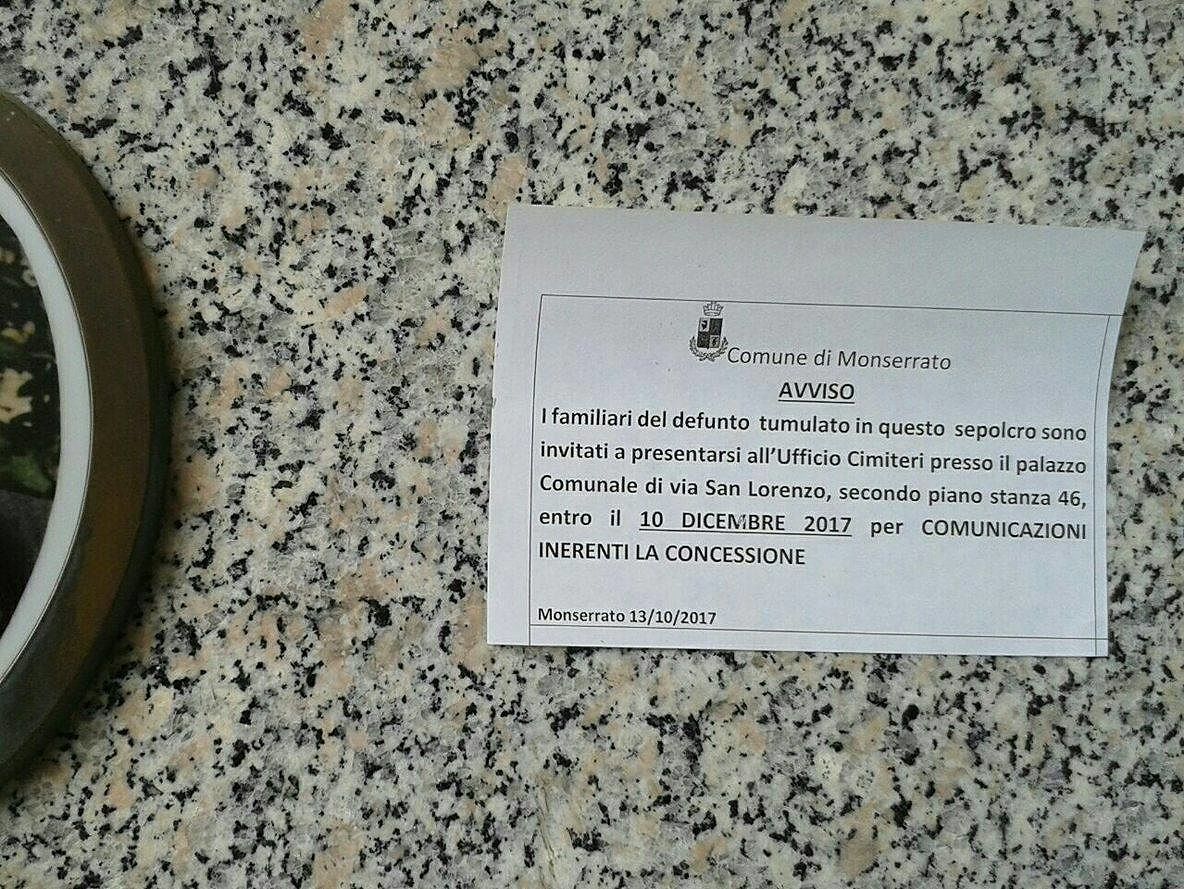 Comune di Monserrato
AVVISO
I familiari del defunto tumulato in questo sepolcro sono
invitati a presentarsi all'Ufficio Cimiteri presso il palazzo
Comunale di via San Lorenzo, secondo piano stanza 46,
entro il 10 DICEMBRE 2017 per COMUNICAZIONI
INERENTI LA CONCESSIONE
Monserrato 13/10/2017